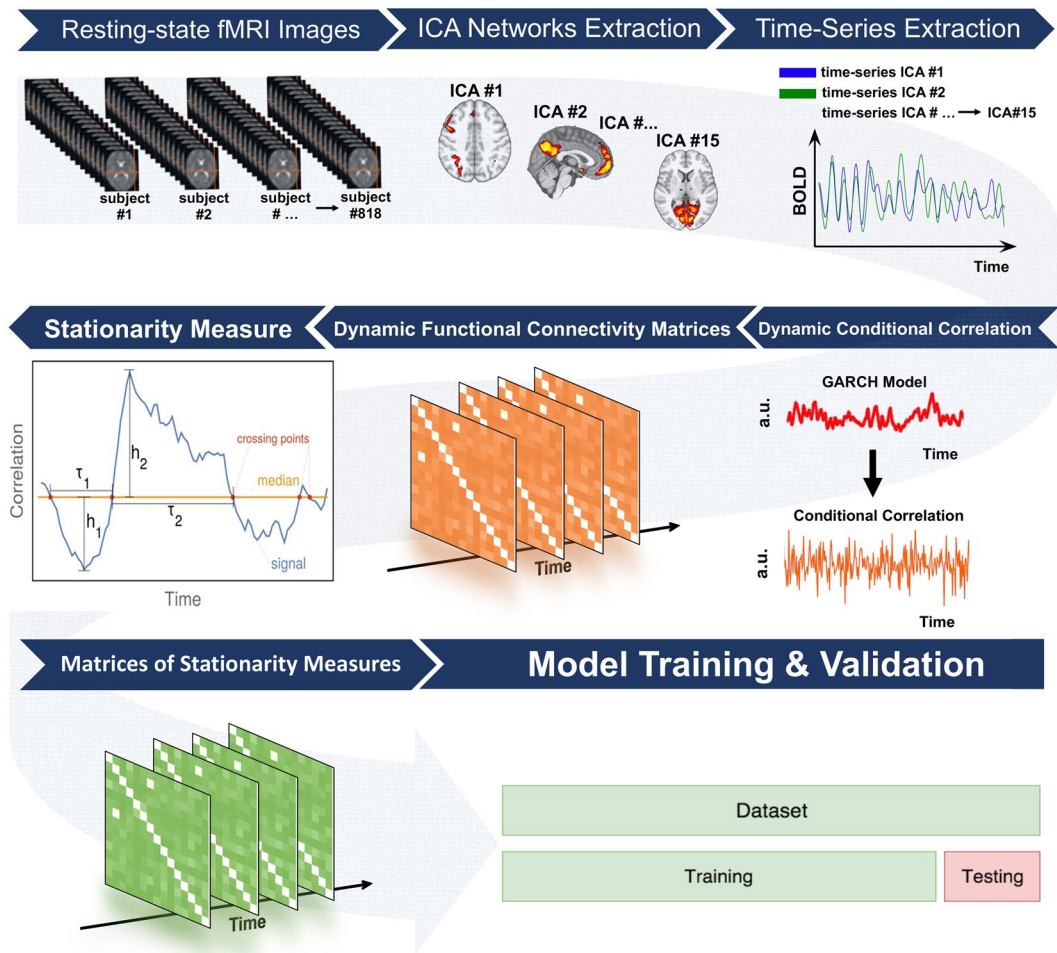 Resting-state fMRI Images
ICA Networks Extraction
Time-Series Extraction
subject
#1
subject
#2
subject
# ...
subject
#818
ICA #1
ICA #2
ICA #...
ICA #15
time-series ICA #1
time-series ICA #2
time-series ICA # ... → ICA#15
BOLD
Time
Stationarity Measure
Dynamic Functional Connectivity Matrices
Dynamic Conditional Correlation
Correlation
τ1
h1
h2
τ2
crossing points
median
signal
Time
Time
GARCH Model
a.u.
Time
Conditional Correlation
a.u.
Time
Matrices of Stationarity Measures
Model Training & Validation
Time
Dataset
Training
Testing